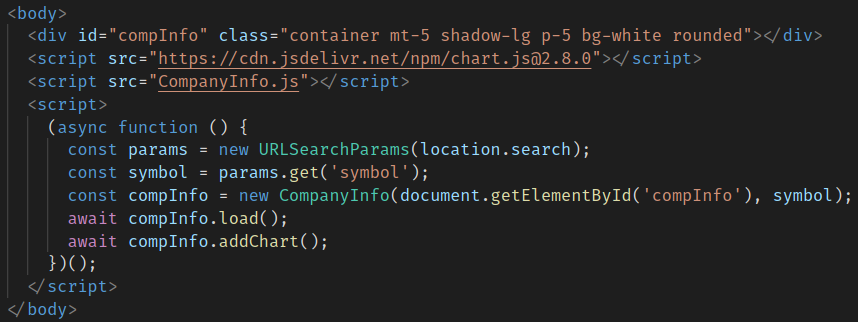 <body>
  <div id="compInfo" class="container mt-5 shadow-lg p-5 bg-white rounded"></div>
  <script src="https://cdn.jsdelivr.net/npm/chart.js@2.8.0"></script>
  <script src="CompanyInfo.js"></script>
  <script>
    (async function () {
      const params = new URLSearchParams(location.search);
      const symbol = params.get('symbol');
      const compInfo = new CompanyInfo(document.getElementById('compInfo'), symbol);
      await compInfo.load();
      await compInfo.addChart();
    })();
  </script>
</body>